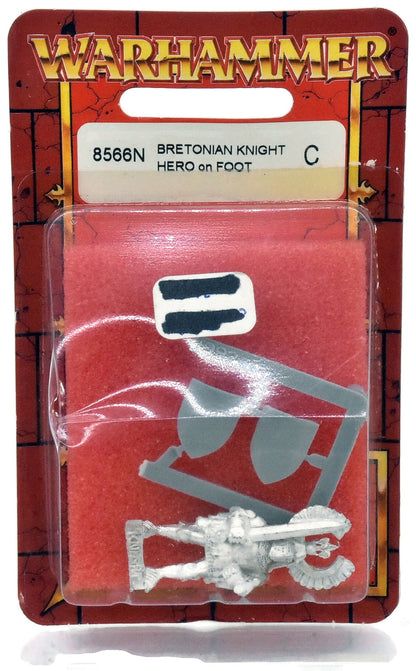 WARHAMMER
8566N BRETONIAN KNIGHT C
HERO on FOOT